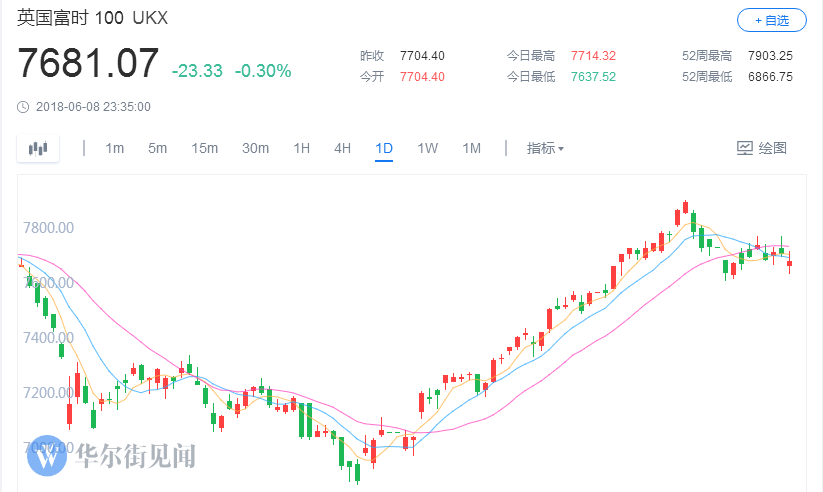 英国富时 100 UKX
+ 自选
7681.07 -23.33 -0.30%
昨收 7704.40 今日最高 7714.32 52周最高 7903.25
今开 7704.40 今日最低 7637.52 52周最低 6866.75
2018-06-08 23:35:00
1m 5m 15m 30m 1H 4H 1D 1W 1M 指标 绘图
7800.00
7600.00
7400.00
7200.00
7000.00
W 华尔街见闻